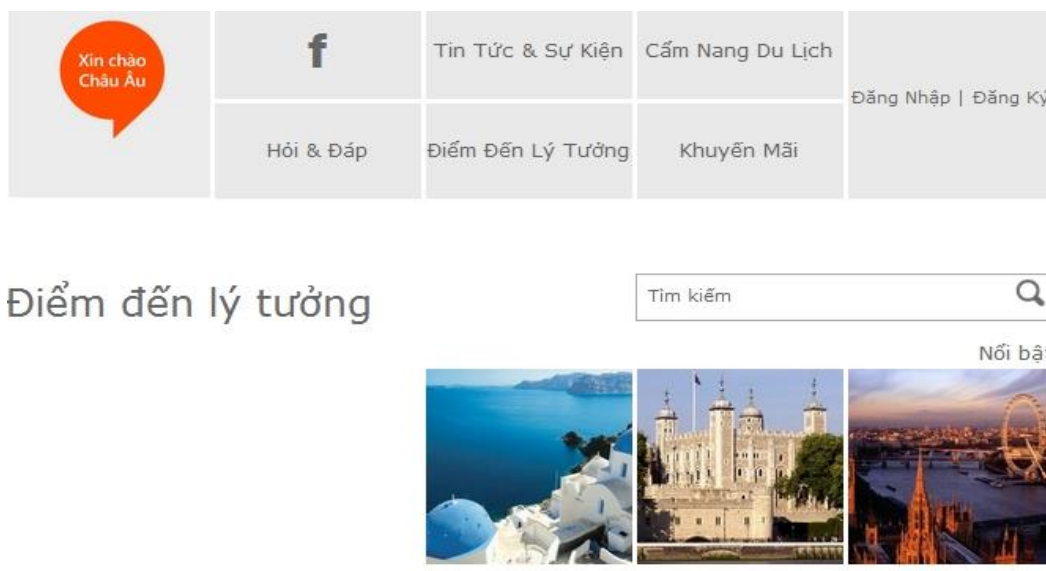 Xin chào
Châu Âu
f
Tin Tức & Sự Kiện
Cẩm Nang Du Lịch
Đăng Nhập | Đăng Ký
Hỏi & Đáp
Điểm Đến Lý Tưởng
Khuyến Mãi
Điểm đến lý tưởng
Tìm kiếm
Nổi bật